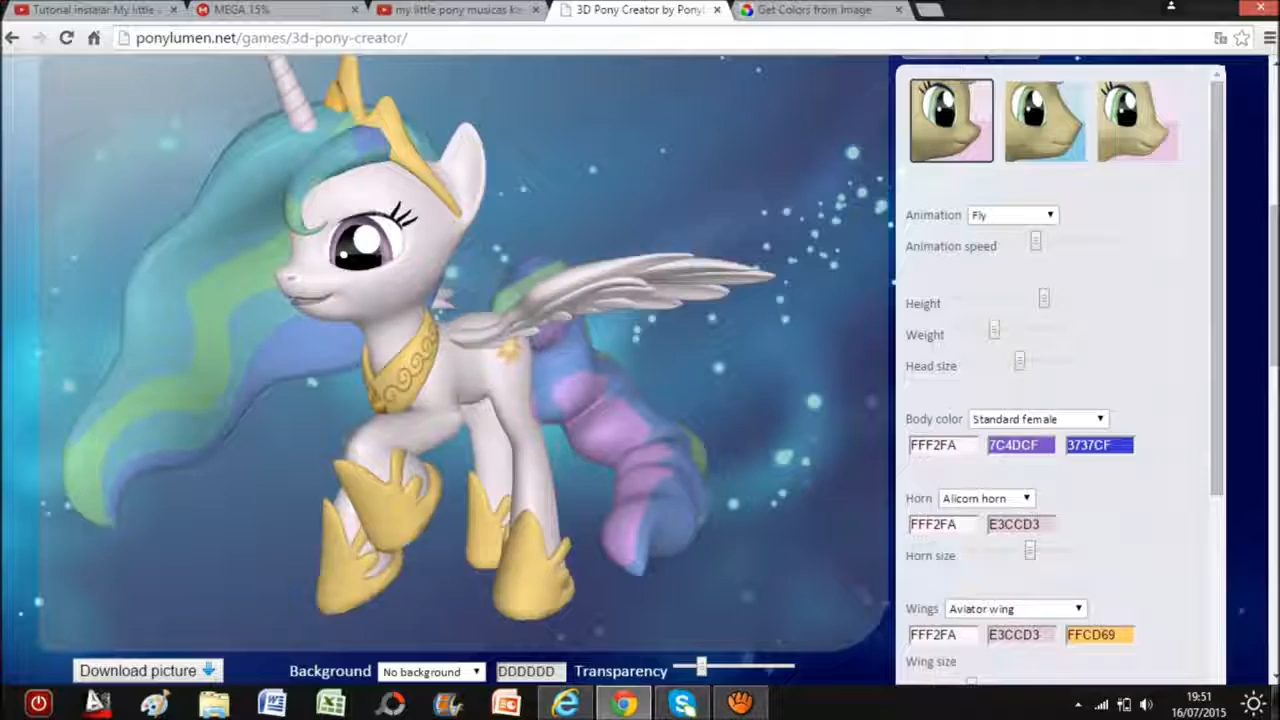 Tutorial instalar My little
MEGA 15%
my little pony musicas
3D Pony Creator by Pony
Get Colors from Image
ponylumen.net/games/3d-pony-creator/
Animation Fly
Animation speed
Height
Weight
Head size
Body color Standard female
FFF2FA 7C4DCF 3737CF
Horn Alicorn horn
FFF2FA E3CCD3
Horn size
Wings Aviator wing
FFF2FA E3CCD3 FFCD69
Wing size
Download picture Background No background DDDDDD Transparency
19:51
16/07/2015